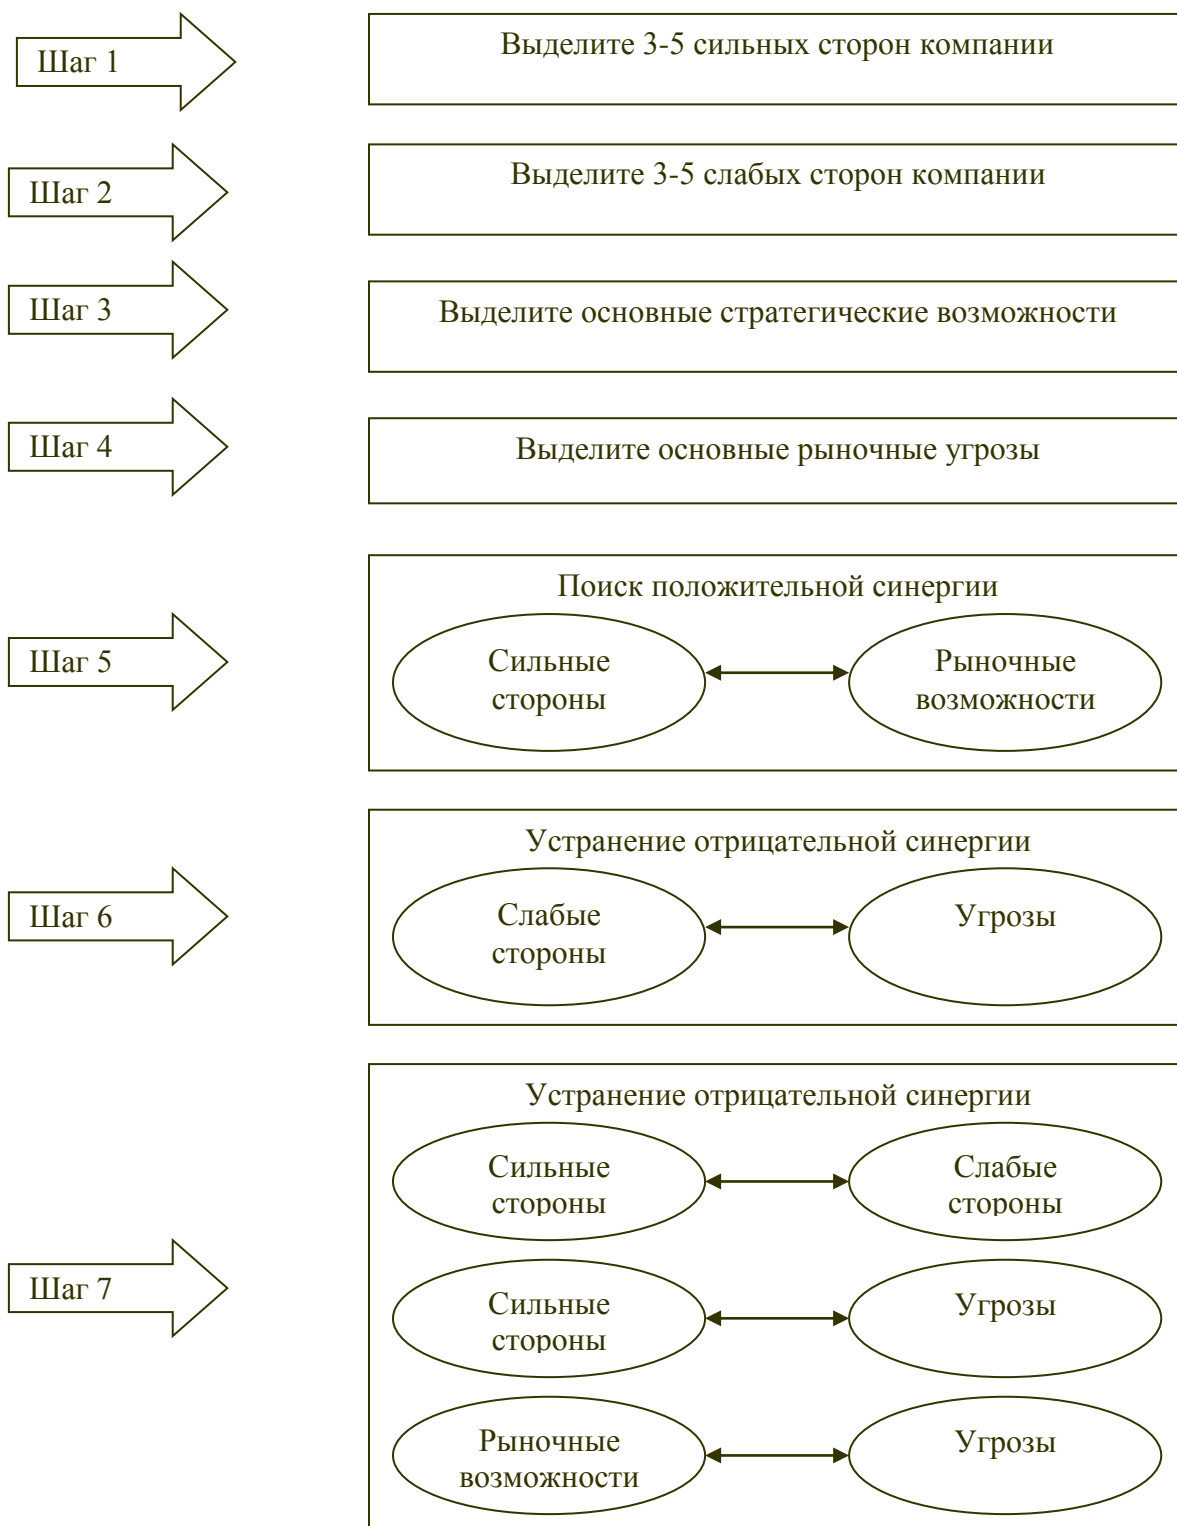 Шаг 1
Выделите 3-5 сильных сторон компании
Шаг 2
Выделите 3-5 слабых сторон компании
Шаг 3
Выделите основные стратегические возможности
Шаг 4
Выделите основные рыночные угрозы
Шаг 5
Поиск положительной синергии
Сильные
стороны
Рыночные
возможности
Шаг 6
Устранение отрицательной синергии
Слабые
стороны
Угрозы
Шаг 7
Устранение отрицательной синергии
Сильные
стороны
Слабые
стороны
Сильные
стороны
Угрозы
Рыночные
возможности
Угрозы